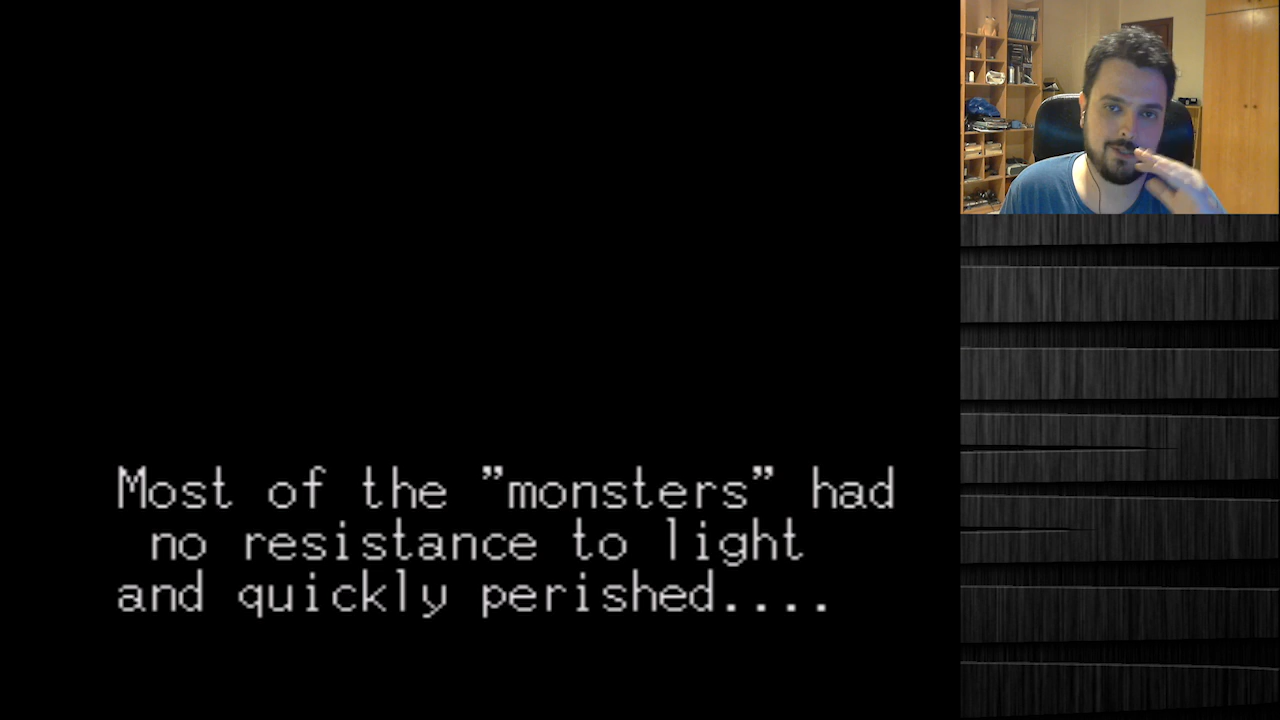 Most of the ”monsters” had
no resistance to light
and quickly perished....